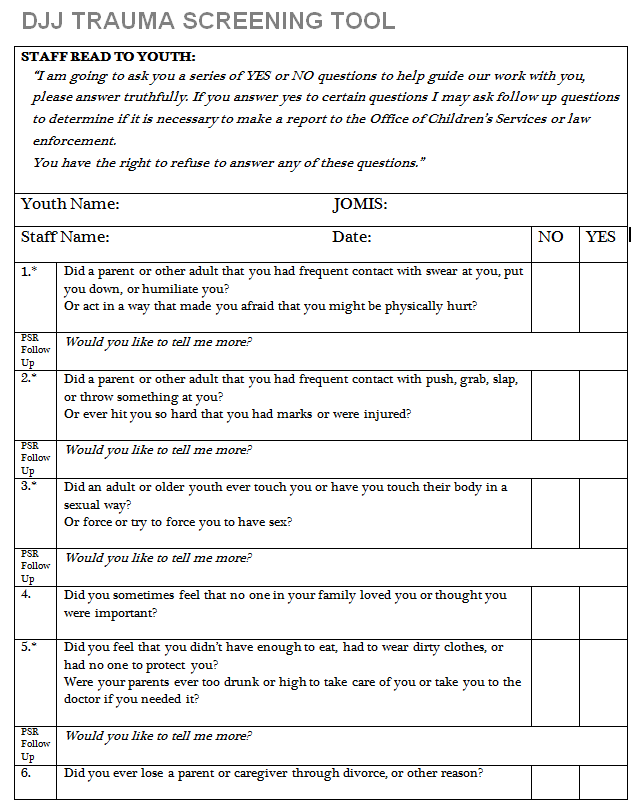 DJJ TRAUMA SCREENING TOOL
STAFF READ TO YOUTH:
“I am going to ask you a series of YES or NO questions to help guide our work with you,
please answer truthfully. If you answer yes to certain questions I may ask follow up questions
to determine if it is necessary to make a report to the Office of Children’s Services or law
enforcement.
You have the right to refuse to answer any of these questions.”
Youth Name: JOMIS:
Staff Name: Date: NO YES
1.* Did a parent or other adult that you had frequent contact with swear at you, put
you down, or humiliate you?
Or act in a way that made you afraid that you might be physically hurt?
PSR
Follow
Up
Would you like to tell me more?
2.* Did a parent or other adult that you had frequent contact with push, grab, slap,
or throw something at you?
Or ever hit you so hard that you had marks or were injured?
PSR
Follow
Up
Would you like to tell me more?
3.* Did an adult or older youth ever touch you or have you touch their body in a
sexual way?
Or force or try to force you to have sex?
PSR
Follow
Up
Would you like to tell me more?
4. Did you sometimes feel that no one in your family loved you or thought you
were important?
5.* Did you feel that you didn’t have enough to eat, had to wear dirty clothes, or
had no one to protect you?
Were your parents ever too drunk or high to take care of you or take you to the
doctor if you needed it?
PSR
Follow
Up
Would you like to tell me more?
6. Did you ever lose a parent or caregiver through divorce, or other reason?